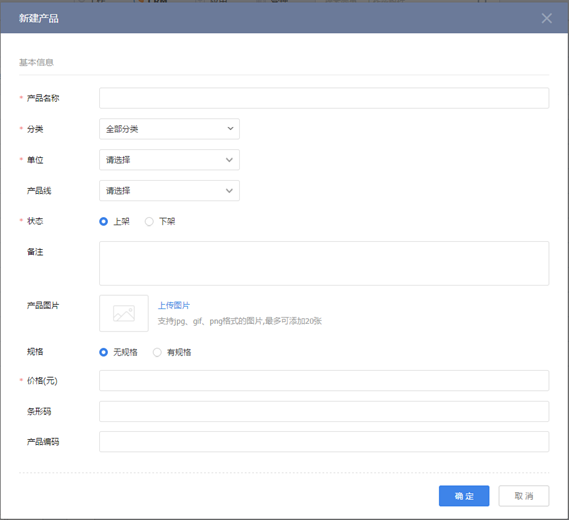 新建产品
基本信息
* 产品名称
* 分类 全部分类
* 单位 请选择
产品线 请选择
* 状态 上架 下架
备注
产品图片 上传图片
支持jpg、gif、png格式的图片,最多可添加20张
规格 无规格 有规格
* 价格(元)
条形码
产品编码
确 定 取 消